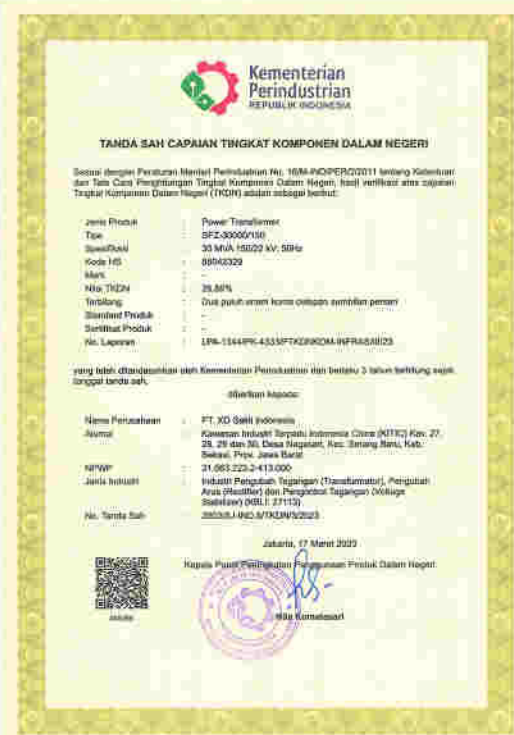 Kementerian
Perindustrian
REPUBLIK INDONESIA
TANDA SAH CAPAIAN TINGKAT KOMPONEN DALAM NEGERI
Sesuai dengan Peraturan Menteri Perindustrian No. 16/M-IND/PER/2/2011 tentang Ketentuan
dan Tata Cara Penghitungan Tingkat Komponen Dalam Negeri, hasil verifikasi atas capaian
Tingkat Komponen Dalam Negeri (TKDN) adalah sebagai berikut:
Jenis Produk : Power Transformer
Tipe : SFZ-30000/150
Spesifikasi : 30 MVA 150/22 kV; 50Hz
Kode HS :
Merk : -
Nilai TKDN :
Terbilang : Dua puluh enam koma delapan sembilan persen
Standard Produk : -
Sertifikat Produk : -
No. Laporan :
yang telah ditandasahkan oleh Kementerian Perindustrian dan berlaku 3 tahun terhitung sejak
tanggal tanda sah,
diberikan kepada:
Nama Perusahaan : PT. XD Sakti Indonesia
Alamat : Kawasan Industri Terpadu Indonesia China (KITIC) Kav. 27,
28, 29 dan 30, Desa Nagasari, Kec. Serang Baru, Kab.
Bekasi, Prov. Jawa Barat
NPWP : 31.563.223.2-413.000
Jenis Industri : Industri Pengubah Tegangan (Transformator), Pengubah
Arus (Rectifier) dan Pengontrol Tegangan (Voltage
Stabilizer) (KBLI: 27113)
No. Tanda Sah :
Jakarta, 17 Maret 2023
Kepala Pusat Peningkatan Penggunaan Produk Dalam Negeri
Nila Kumalasari